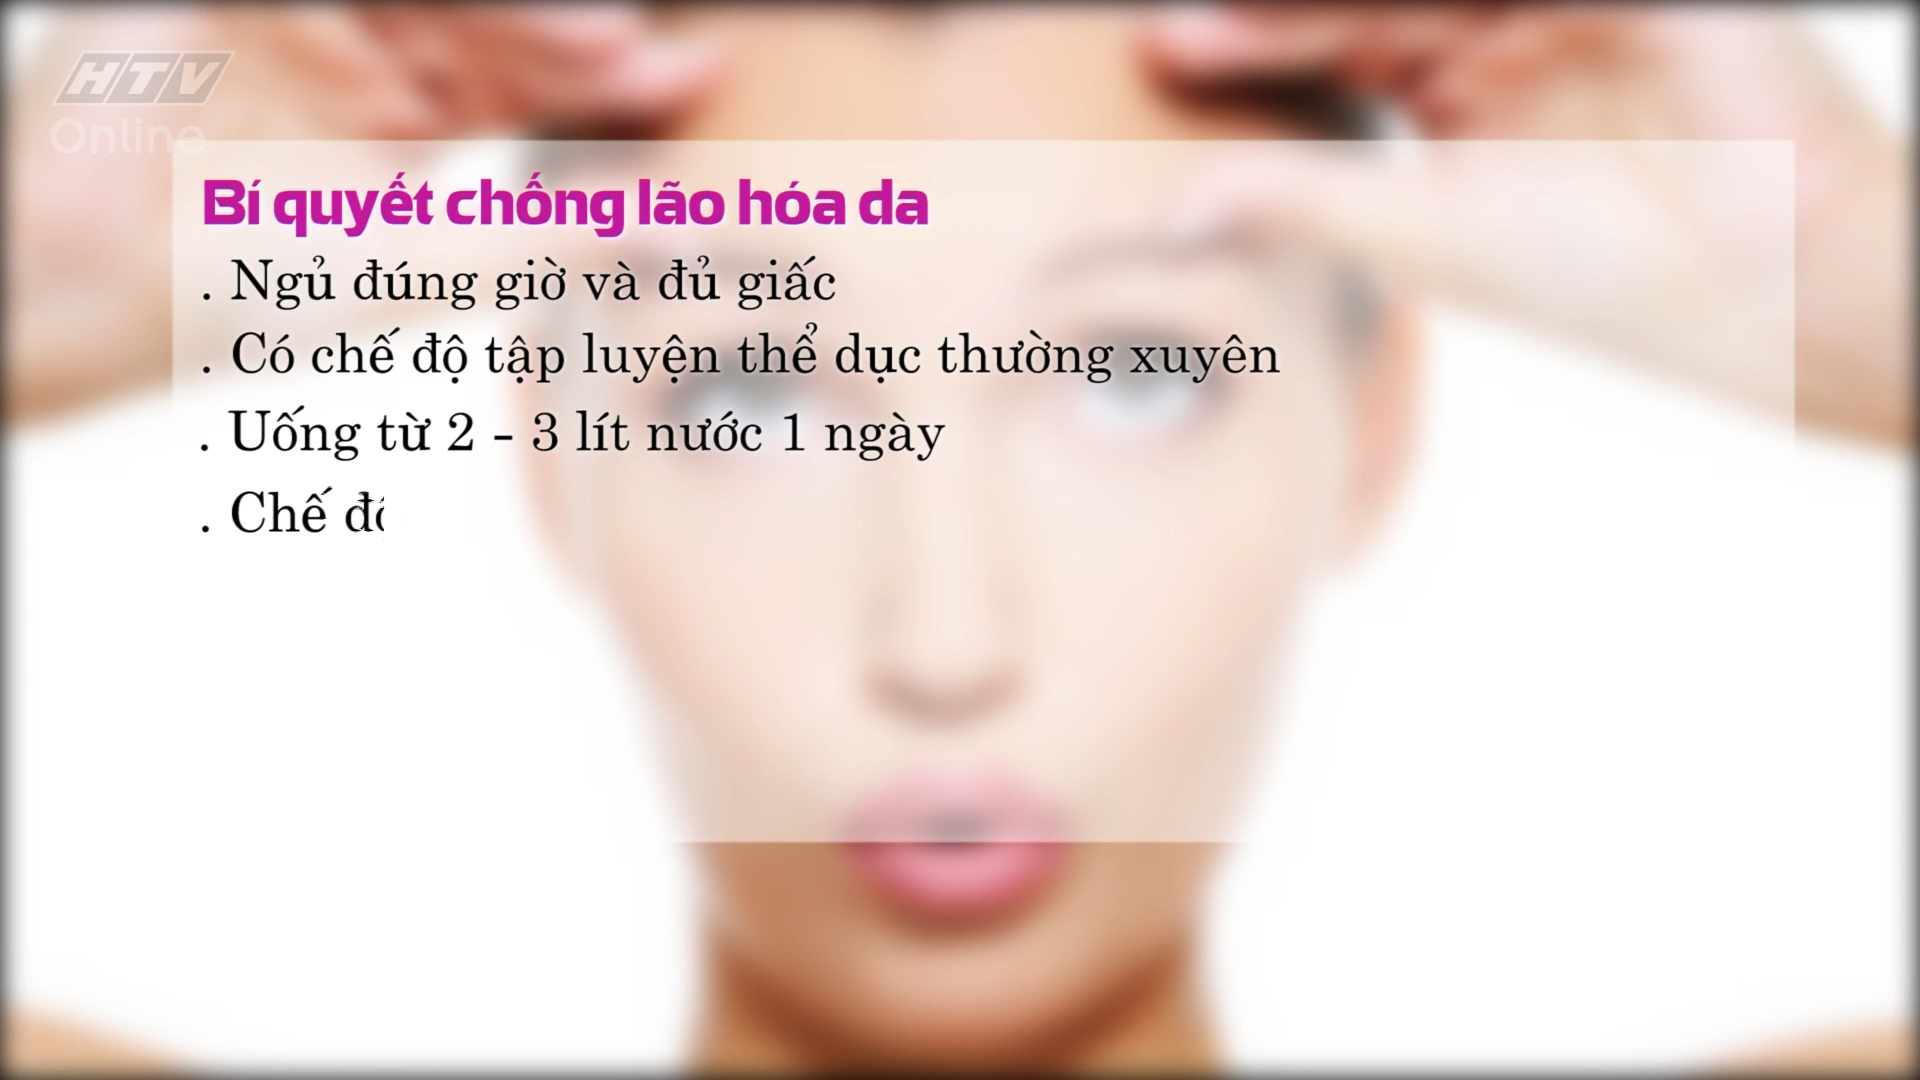 HTV
Online
Bí quyết chống lão hóa da
. Ngủ đúng giờ và đủ giấc
. Có chế độ tập luyện thể dục thường xuyên
. Uống từ 2 - 3 lít nước 1 ngày
. Chế